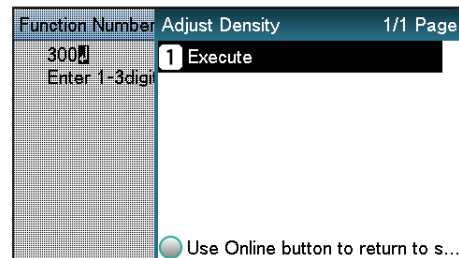 Function Number
300
Enter 1-3digi
Adjust Density 1/1 Page
1 Execute
Use Online button to return to s...